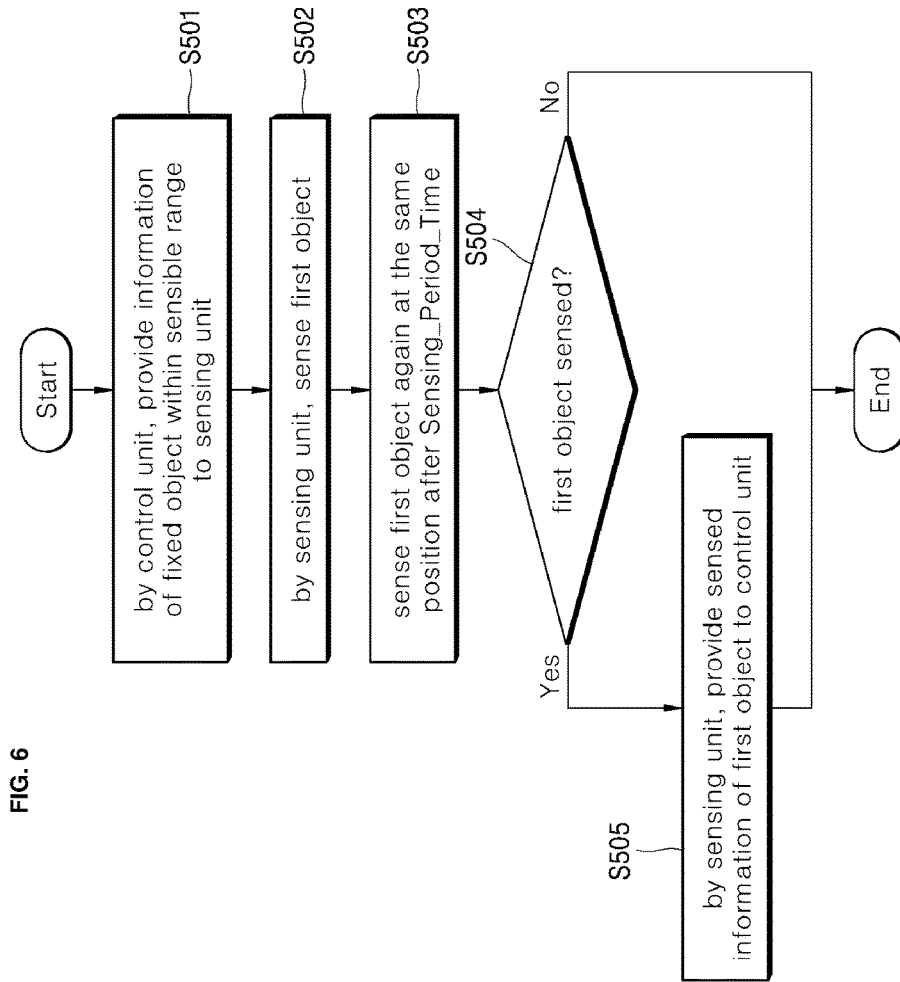 FIG. 6
Start
by control unit, provide information
of fixed object within sensible range
to sensing unit
S501
by sensing unit, sense first object
S502
sense first object again at the same
position after Sensing_Period_Time
S503
first object sensed?
S504
Yes
No
by sensing unit, provide sensed
information of first object to control unit
S505
End